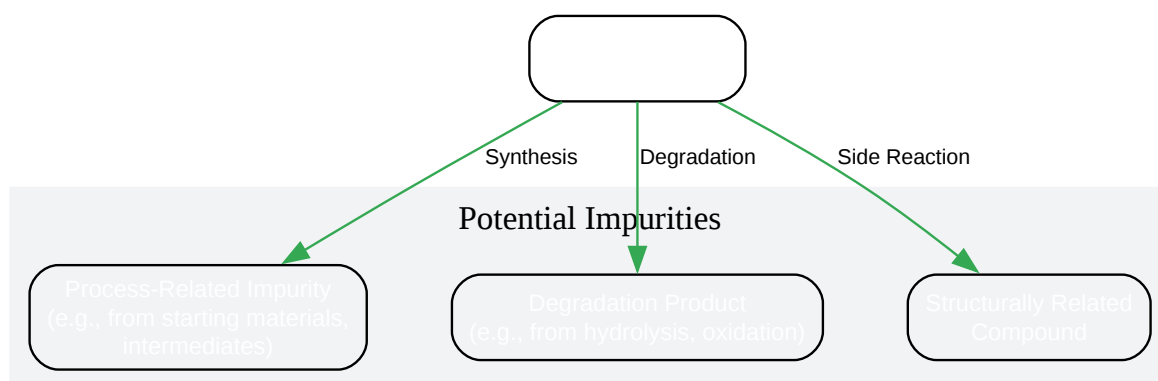 Synthesis
Degradation
Side Reaction
Potential Impurities
Process-Related Impurity
(e.g., from starting materials,
intermediates)
Degradation Product
(e.g., from hydrolysis, oxidation)
Structurally Related
Compound